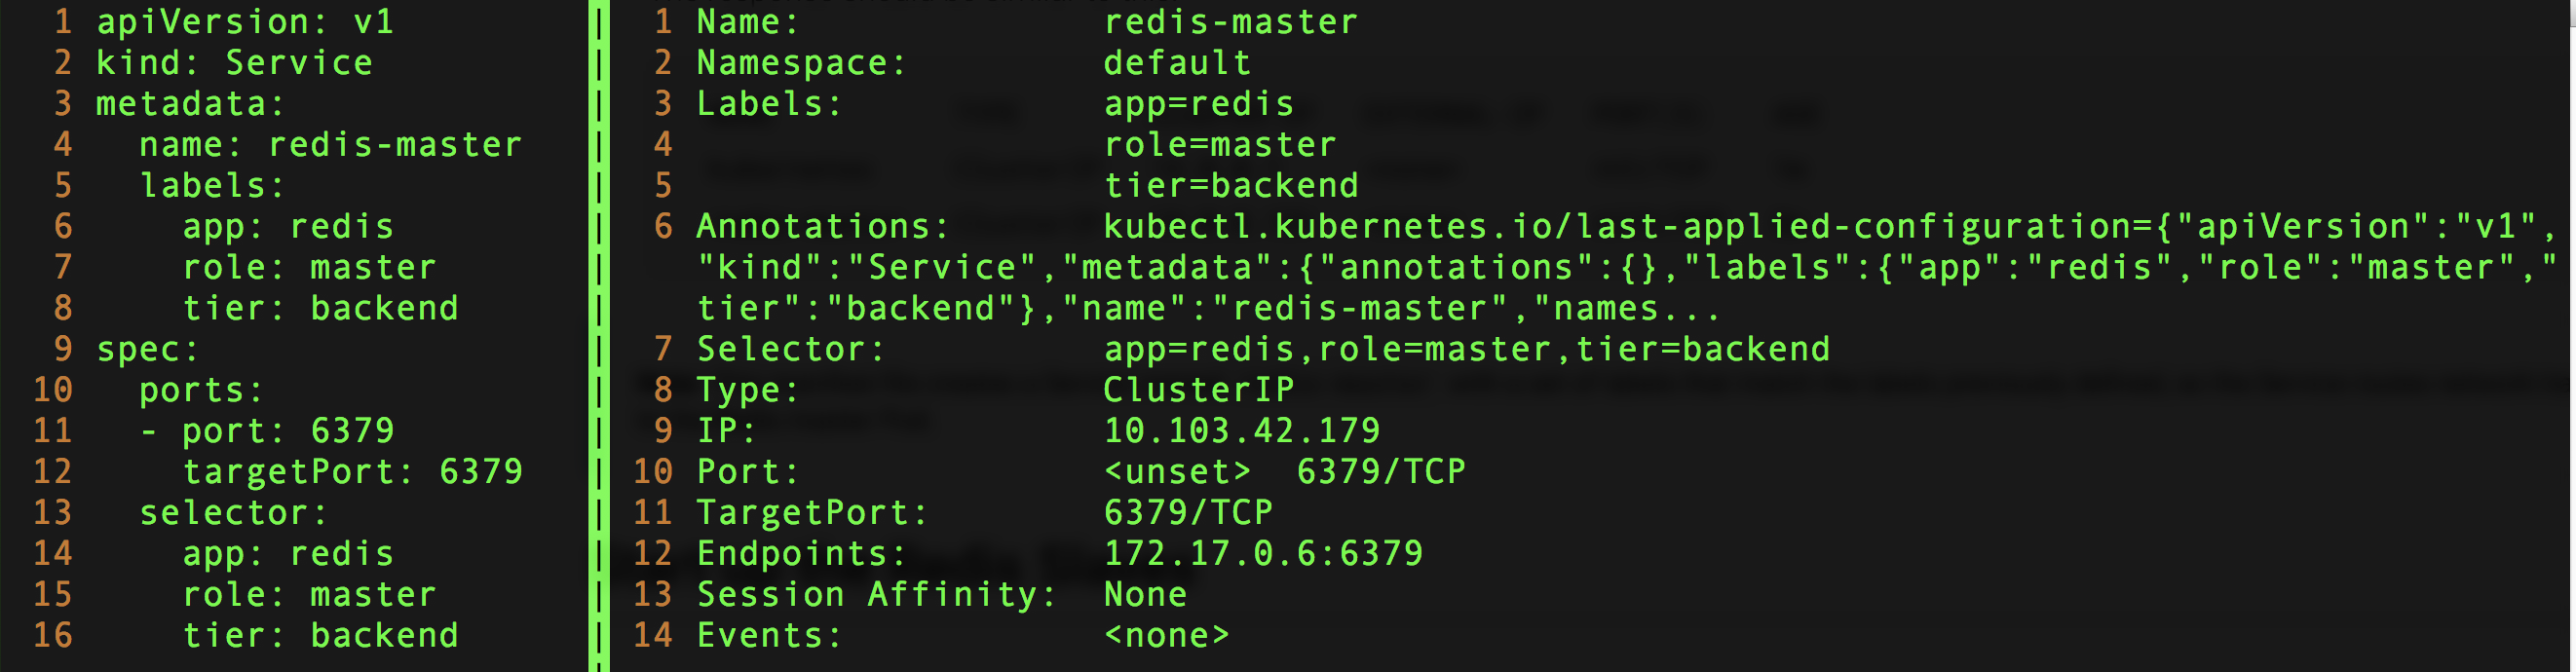 1 apiVersion: v1
2 kind: Service
3 metadata:
4   name: redis-master
5   labels:
6     app: redis
7     role: master
8     tier: backend
9 spec:
10   ports:
11   - port: 6379
12     targetPort: 6379
13   selector:
14     app: redis
15     role: master
16     tier: backend
1 Name:              redis-master
2 Namespace:         default
3 Labels:            app=redis
4                    role=master
5                    tier=backend
6 Annotations:       kubectl.kubernetes.io/last-applied-configuration={"apiVersion":"v1",
"kind":"Service","metadata":{"annotations":{},"labels":{"app":"redis","role":"master","
tier":"backend"},"name":"redis-master","names...
7 Selector:          app=redis,role=master,tier=backend
8 Type:              ClusterIP
9 IP:                10.103.42.179
10 Port:              <unset>  6379/TCP
11 TargetPort:        6379/TCP
12 Endpoints:         172.17.0.6:6379
13 Session Affinity:  None
14 Events:            <none>